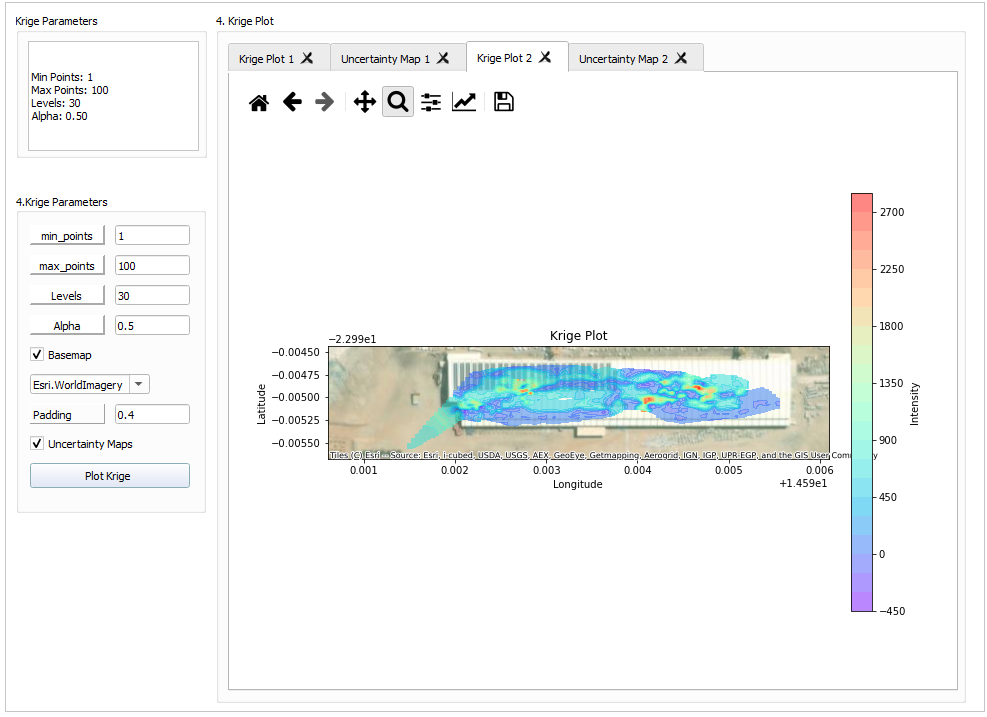 Krige Parameters
Min Points: 1
Max Points: 100
Levels: 30
Alpha: 0.50
4.Krige Parameters
min_points 1
max_points 100
Levels 30
Alpha 0.5
Basemap
Esri.WorldImagery
Padding 0.4
Uncertainty Maps
Plot Krige
4. Krige Plot
Krige Plot 1
Uncertainty Map 1
Krige Plot 2
Uncertainty Map 2
Krige Plot
−2.299e1
−0.00450
−0.00475
−0.00500
−0.00525
−0.00550
Latitude
Tiles (C) Esri -- Source: Esri, i-cubed, USDA, USGS, AEX, GeoEye, Getmapping, Aerogrid, IGN, IGP, UPR-EGP, and the GIS User
0.001 0.002 0.003 0.004 0.005 0.006
Longitude
+1.459e1
2700
2250
1800
1350
900
450
0
−450
Intensity